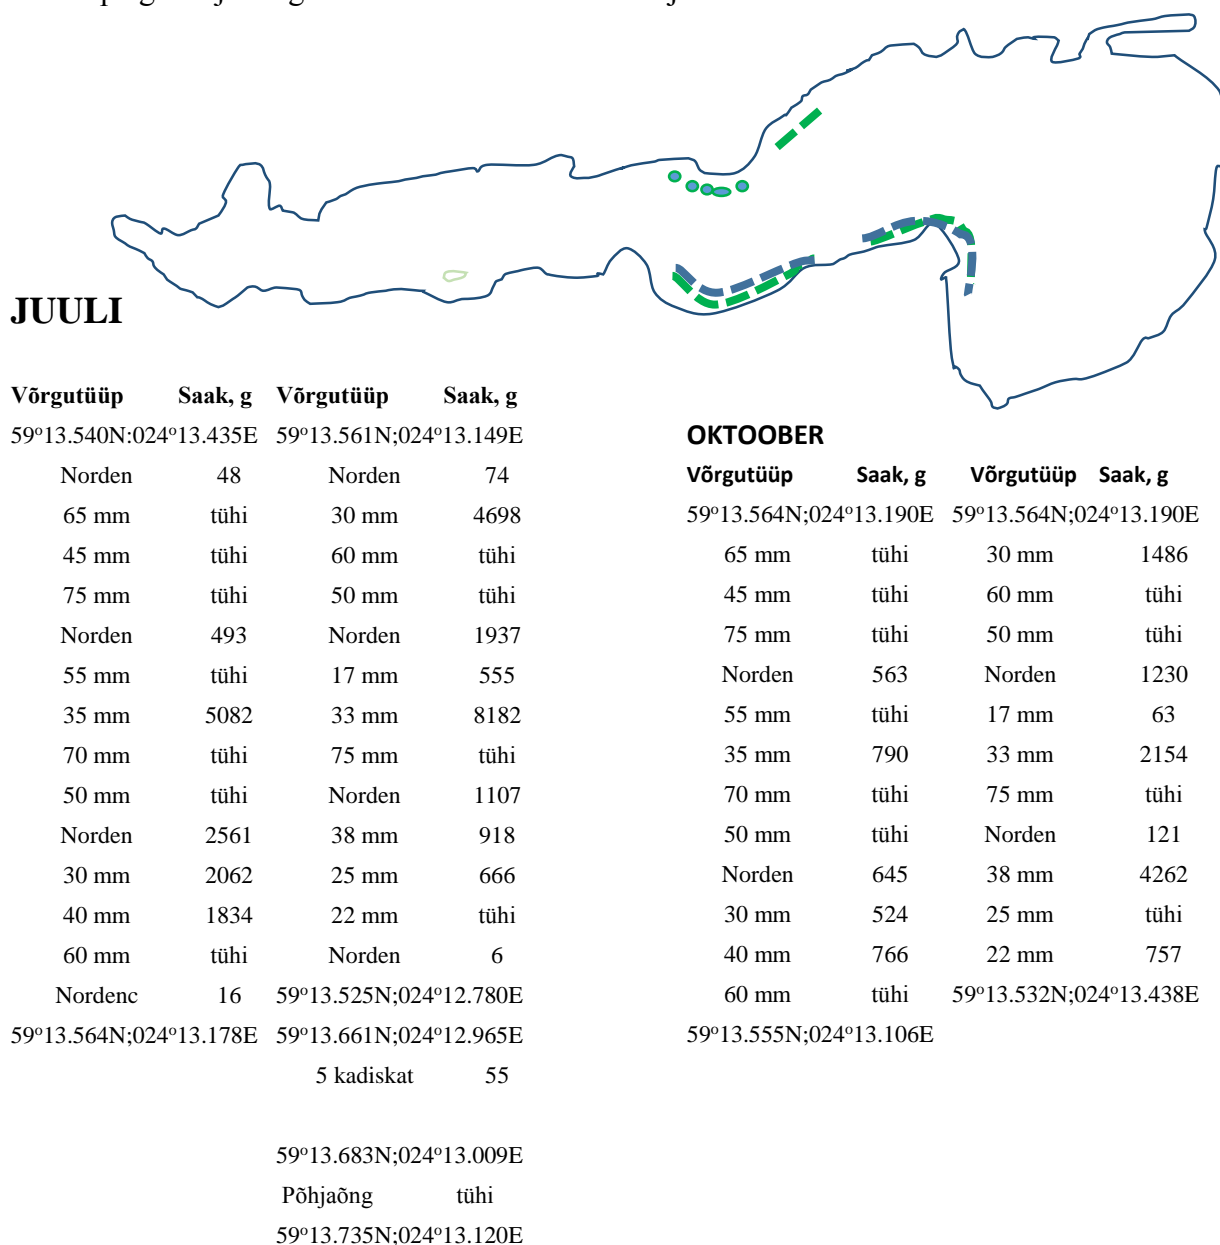 JUULI
Võrgutüüp Saak, g Võrgutüüp Saak, g
59º13.540N:024º13.435E 59º13.561N;024º13.149E
Norden 48 Norden 74
65 mm tühi 30 mm 4698
45 mm tühi 60 mm tühi
75 mm tühi 50 mm tühi
Norden 493 Norden 1937
55 mm tühi 17 mm 555
35 mm 5082 33 mm 8182
70 mm tühi 75 mm tühi
50 mm tühi Norden 1107
Norden 2561 38 mm 918
30 mm 2062 25 mm 666
40 mm 1834 22 mm tühi
60 mm tühi Norden 6
Nordenc 16 59º13.525N;024º12.780E
59º13.564N;024º13.178E 59º13.661N;024º12.965E
5 kadiskat 55
59º13.683N;024º13.009E
Põhjaõng tühi
59º13.735N;024º13.120E
OKTOOBER
Võrgutüüp Saak, g Võrgutüüp Saak, g
59º13.564N;024º13.190E 59º13.564N;024º13.190E
65 mm tühi 30 mm 1486
45 mm tühi 60 mm tühi
75 mm tühi 50 mm tühi
Norden 563 Norden 1230
55 mm tühi 17 mm 63
35 mm 790 33 mm 2154
70 mm tühi 75 mm tühi
50 mm tühi Norden 121
Norden 645 38 mm 4262
30 mm 524 25 mm tühi
40 mm 766 22 mm 757
60 mm tühi 59º13.532N;024º13.438E
59º13.555N;024º13.106E